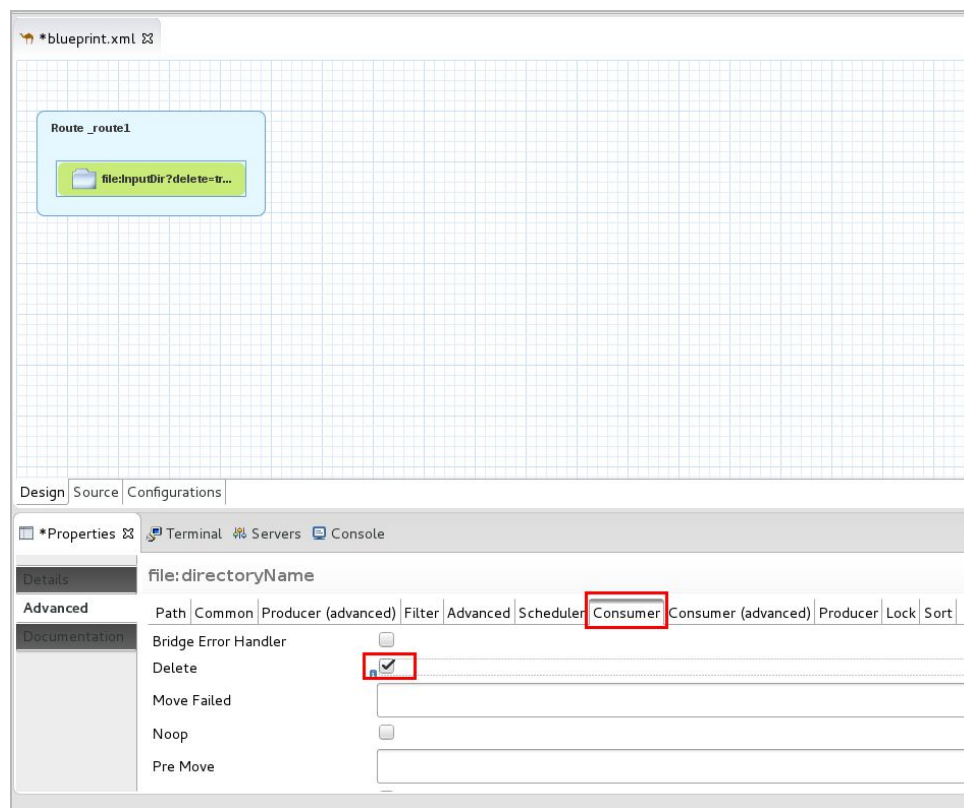 *blueprint.xml
Route _route1
file:InputDir?delete=tr...
Design Source Configurations
*Properties Terminal Servers Console
Details
file:directoryName
Advanced
Path Common Producer (advanced) Filter Advanced Scheduler Consumer Consumer (advanced) Producer Lock Sort
Documentation
Bridge Error Handler
Delete
Move Failed
Noop
Pre Move